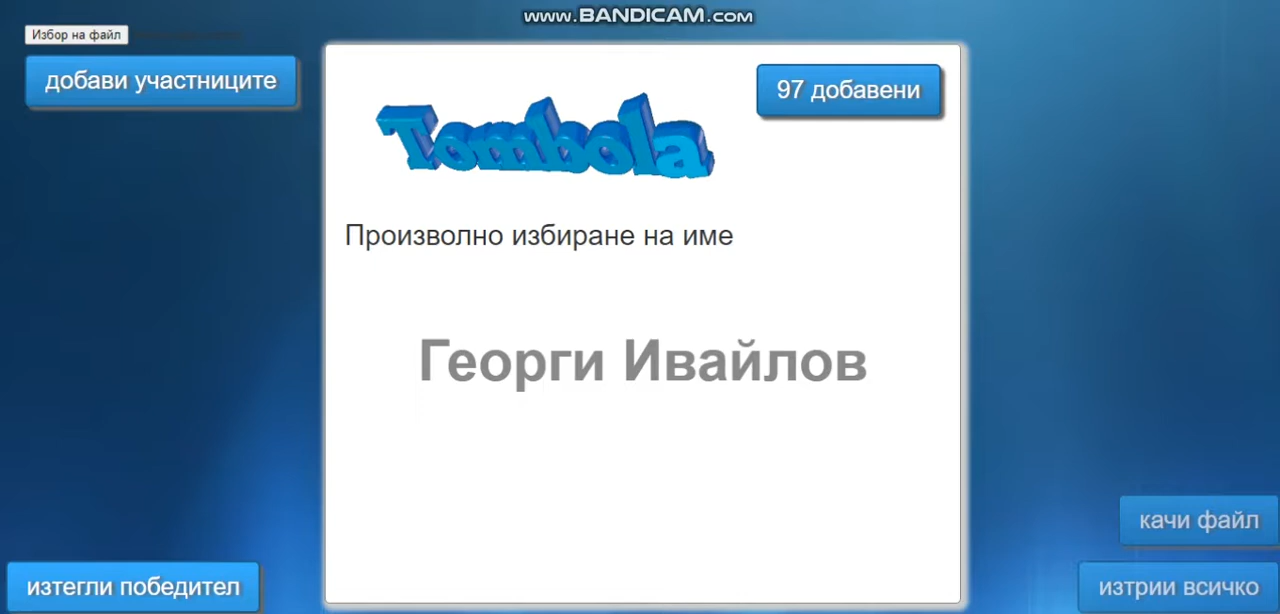 www.BANDICAM.com
Избор на файл
добави участниците
97 добавени
Tombola
Произволно избиране на име
Георги Ивайлов
качи файл
изтегли победител
изтрии всичко